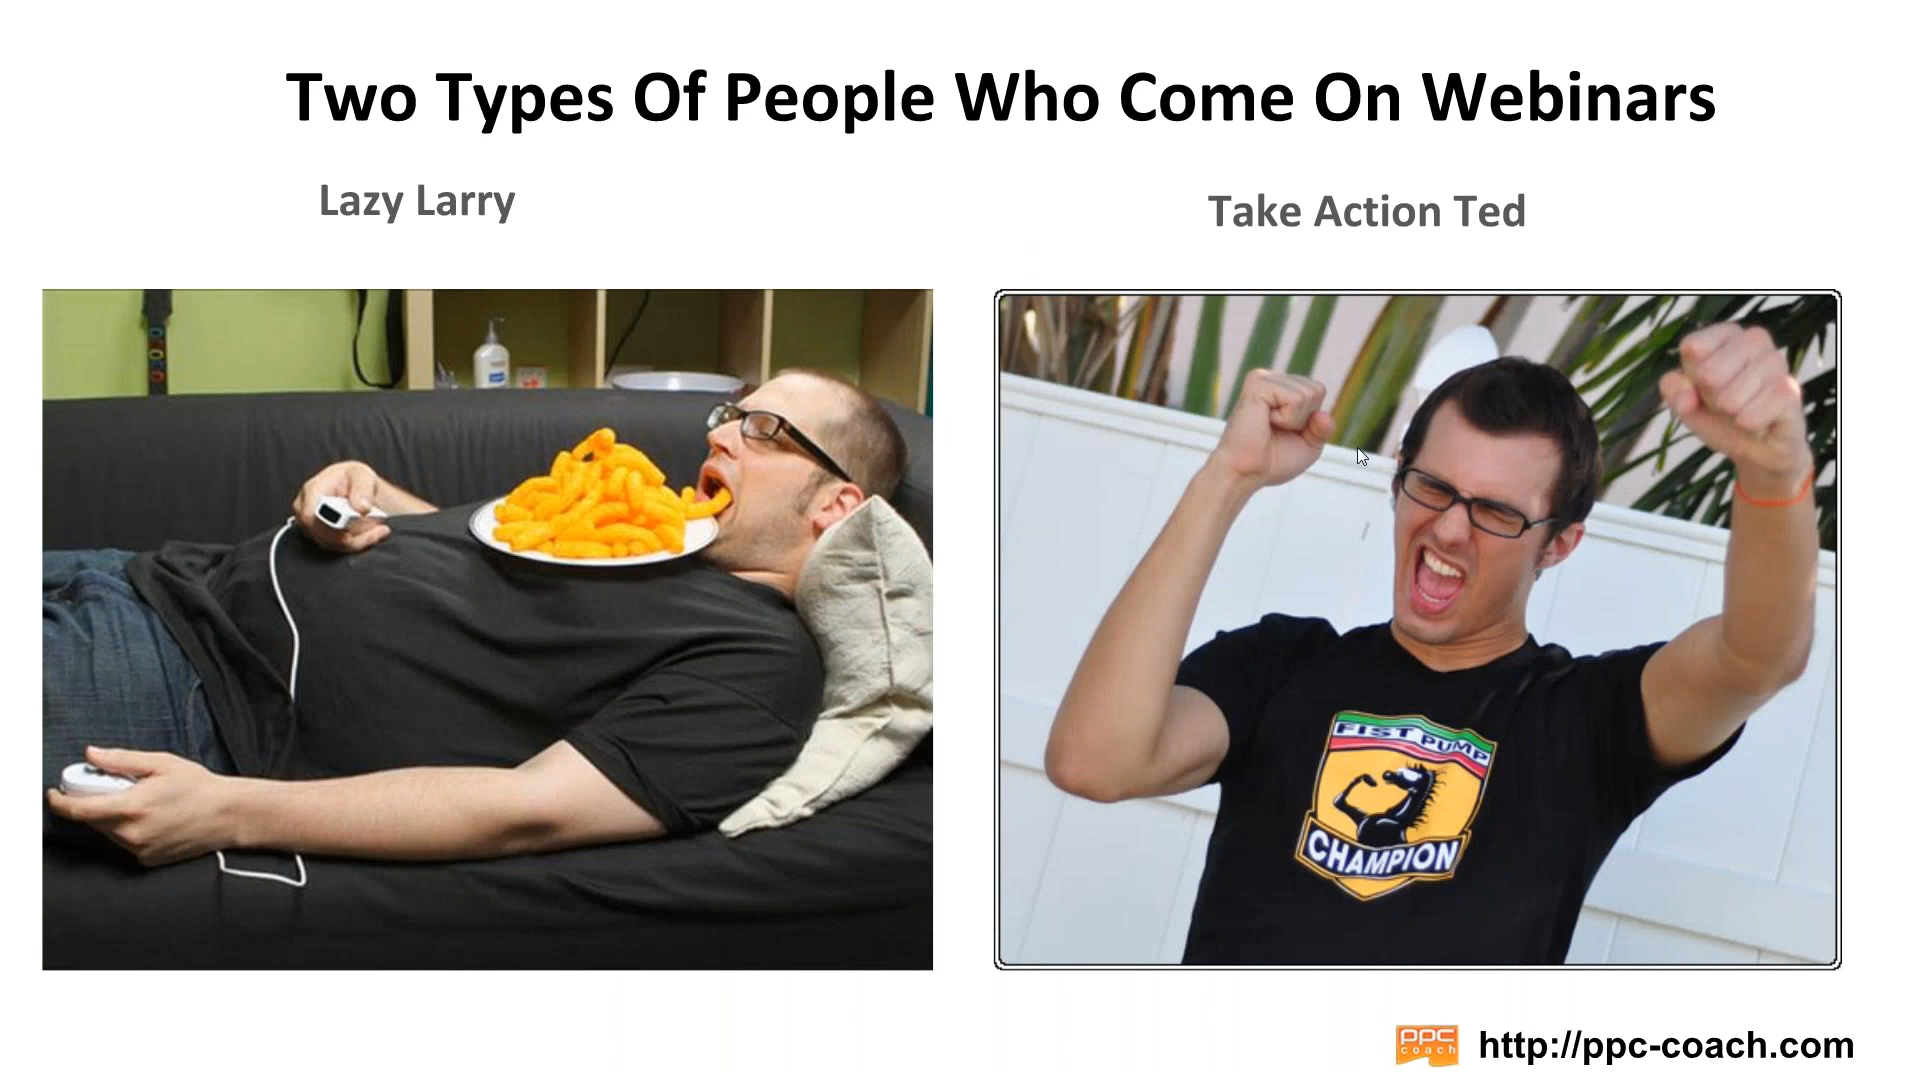 Two Types Of People Who Come On Webinars
Lazy Larry
Take Action Ted
FIST PUMP
CHAMPION
ppc
coach
http://ppc-coach.com